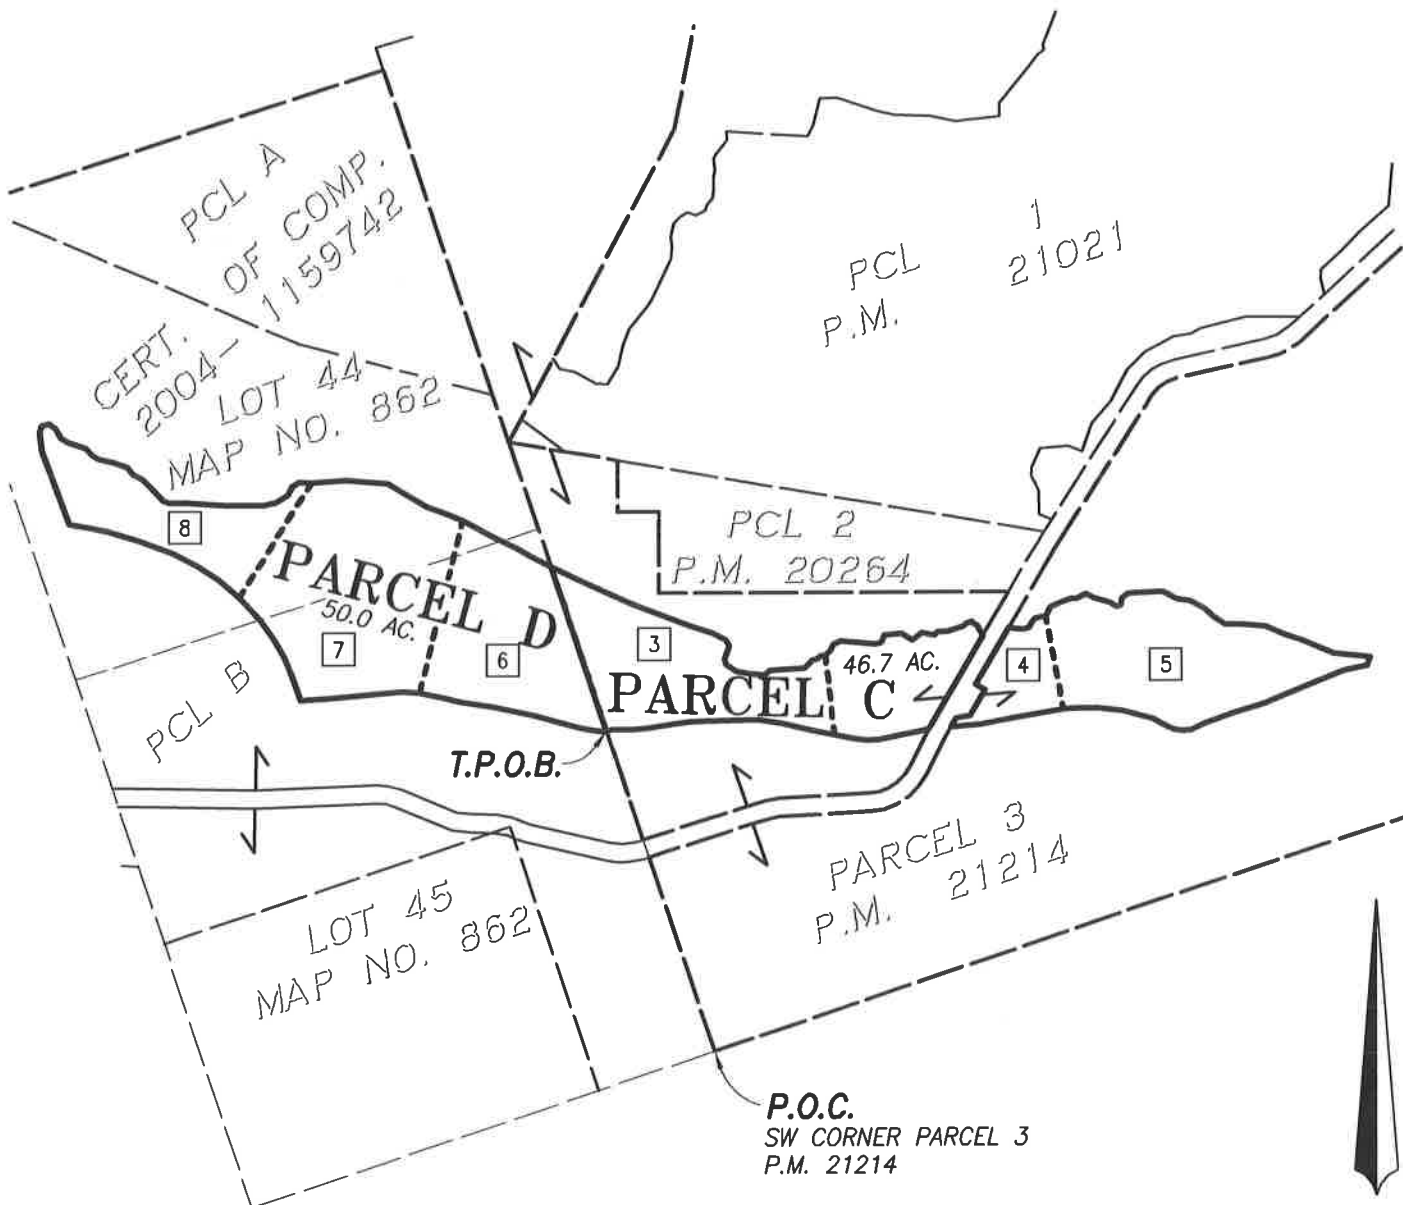 PCL A
CERT. OF COMP.
2004- 1159742
LOT 44
MAP NO. 862
PCL 1
P.M. 21021
PCL 2
P.M. 20264
8
PARCEL D
50.0 AC.
7
6
3
PARCEL C
46.7 AC.
4
5
PCL B
T.P.O.B.
PARCEL 3
P.M. 21214
LOT 45
MAP NO. 862
P.O.C.
SW CORNER PARCEL 3
P.M. 21214